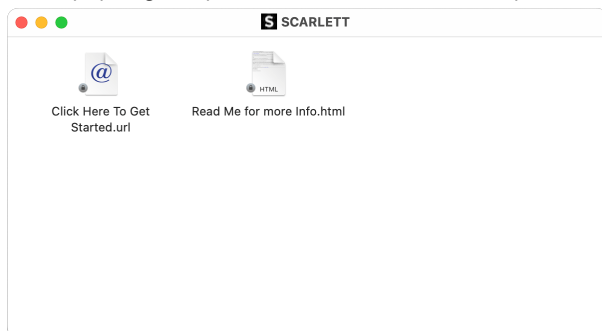 S SCARLETT
@
HTML
Click Here To Get
Started.url
Read Me for more Info.html